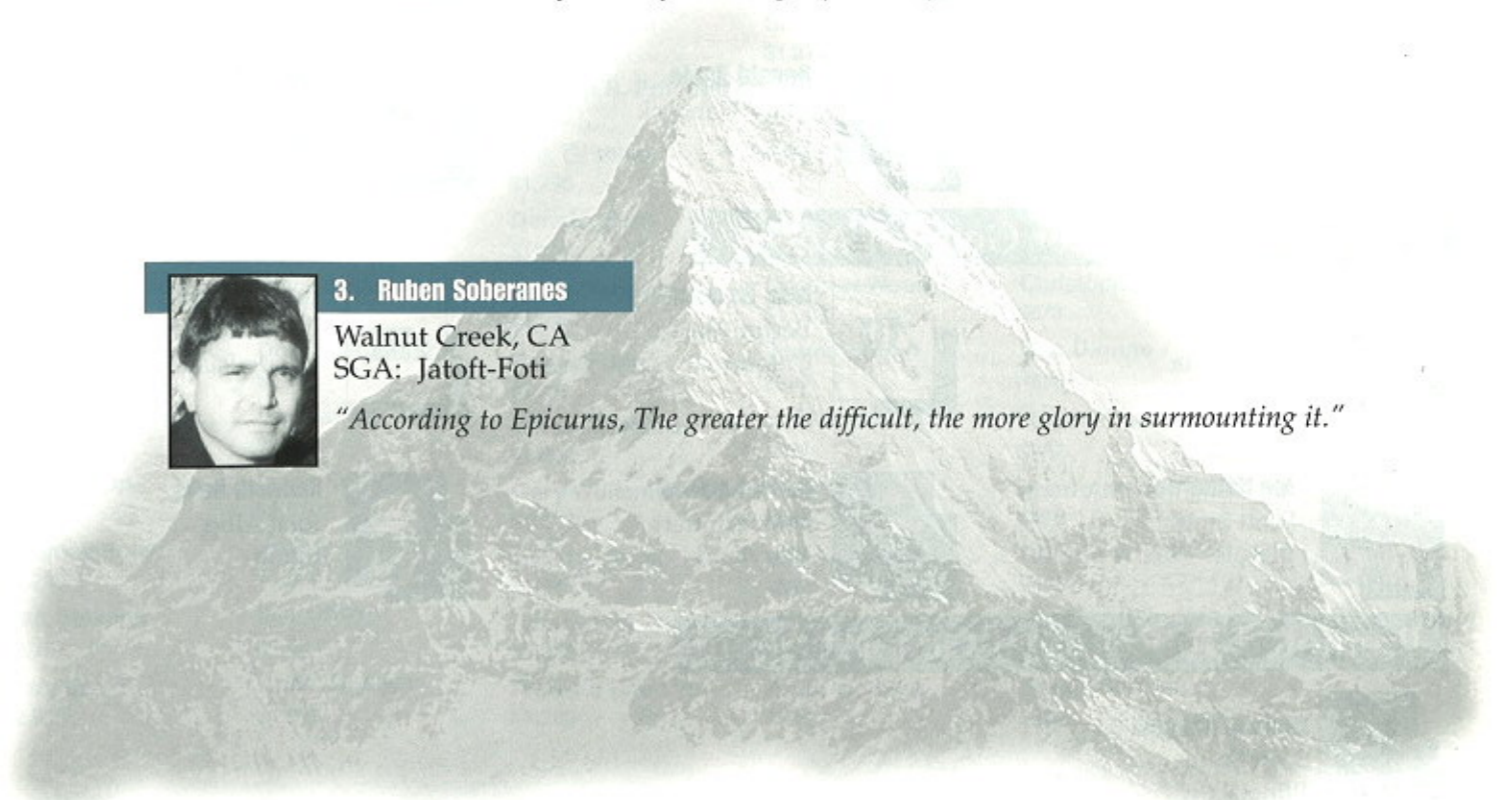 3. Ruben Soberanes
Walnut Creek, CA
SGA: Jatoft-Foti
“According to Epicurus, The greater the difficult, the more glory in surmounting it.”